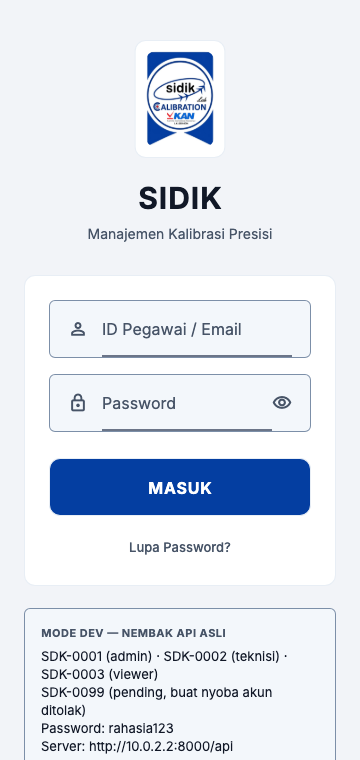 sidik
Lab
CALIBRATION
KAN
SIDIK
Manajemen Kalibrasi Presisi
ID Pegawai / Email
Password
MASUK
Lupa Password?
MODE DEV — NEMBAK API ASLI
SDK-0001 (admin) · SDK-0002 (teknisi) ·
SDK-0003 (viewer)
SDK-0099 (pending, buat nyoba akun
ditolak)
Password: rahasia123
Server: http://10.0.2.2:8000/api